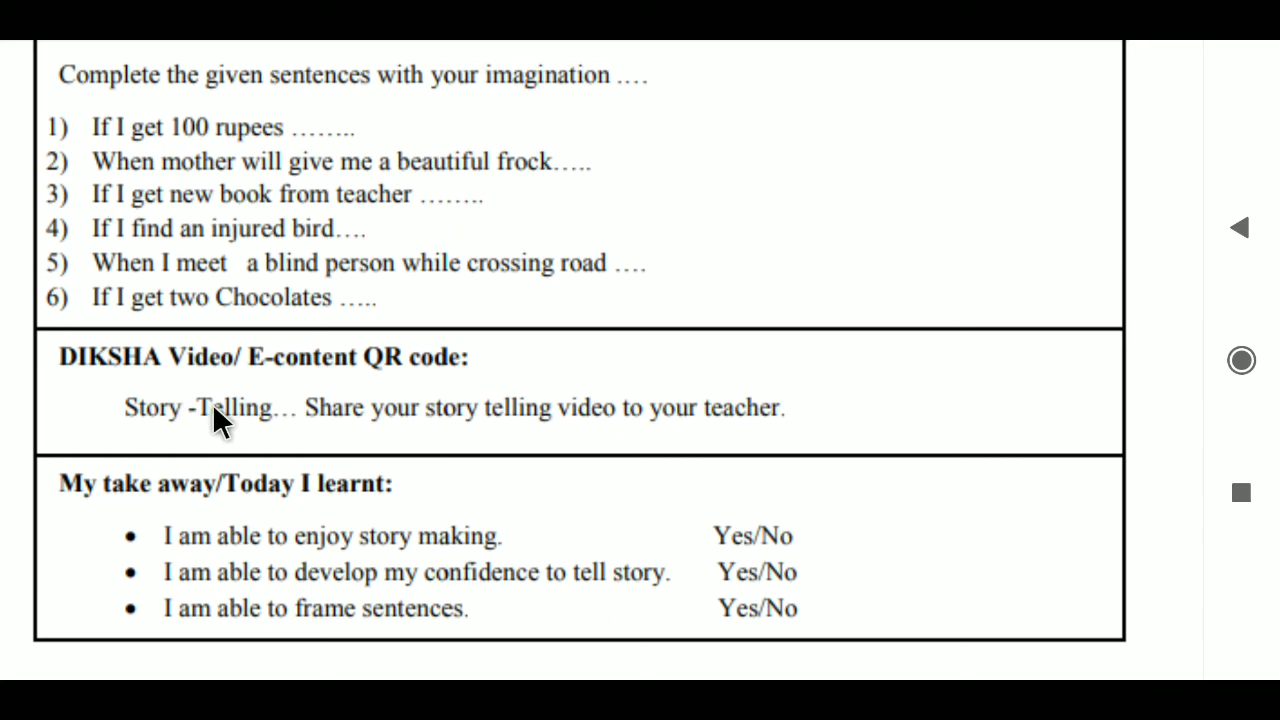 Complete the given sentences with your imagination ....
1) If I get 100 rupees ........
2) When mother will give me a beautiful frock.....
3) If I get new book from teacher ........
4) If I find an injured bird....
5) When I meet a blind person while crossing road ....
6) If I get two Chocolates .....
DIKSHA Video/ E-content QR code:
Story -Telling... Share your story telling video to your teacher.
My take away/Today I learnt:
• I am able to enjoy story making. Yes/No
• I am able to develop my confidence to tell story. Yes/No
• I am able to frame sentences. Yes/No